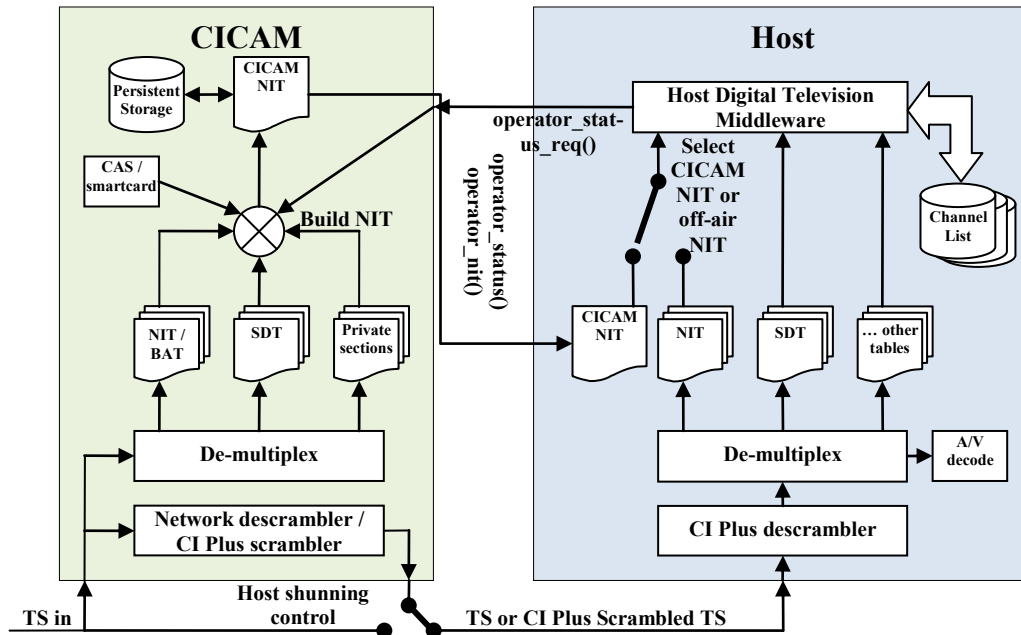 CICAM
Host
Persistent
Storage
CICAM
NIT
CAS /
smartcard
Build NIT
operator_stat-
us_req()
operator_status()
operator_nit()
Host Digital Television
Middleware
Select
CICAM
NIT or
off-air
NIT
Channel
List
NIT /
BAT
SDT
Private
sections
CICAM
NIT
NIT
SDT
… other
tables
De-multiplex
De-multiplex
A/V
decode
Network descrambler /
CI Plus scrambler
CI Plus descrambler
TS in
Host shunning
control
TS or CI Plus Scrambled TS